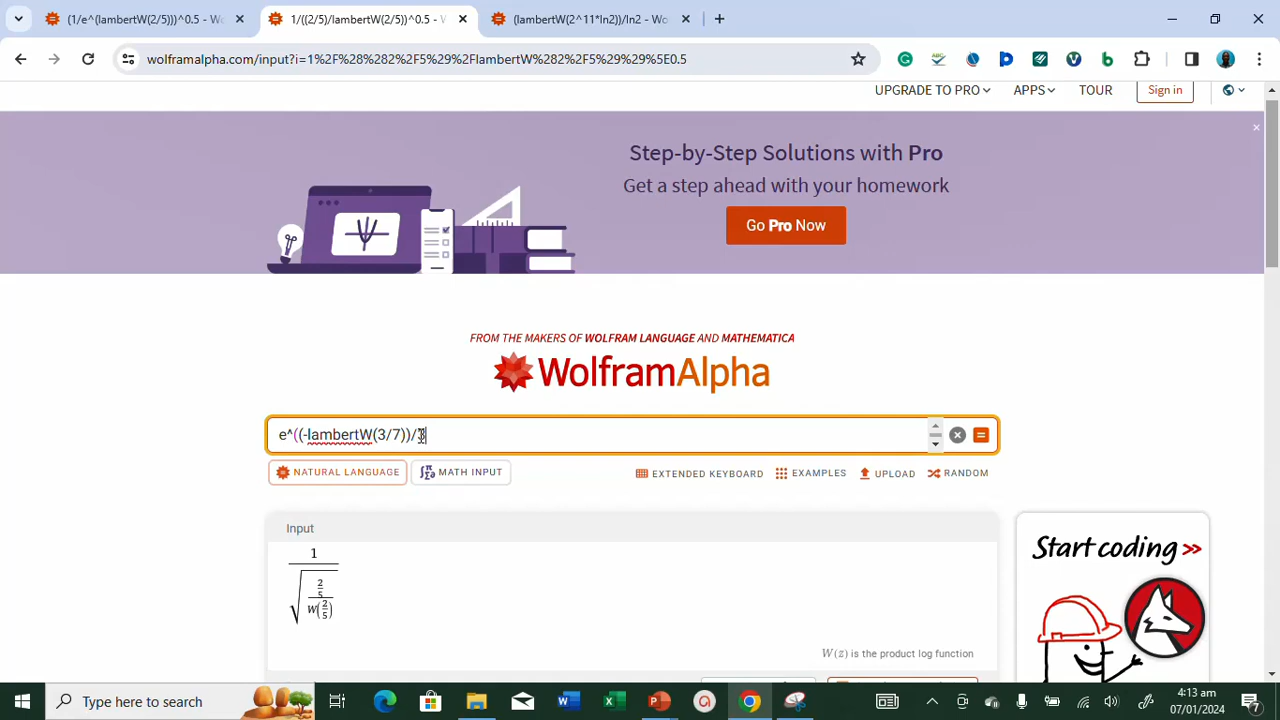 (1/e^(lambertW(2/5)))^0.5 - Wo
1/((2/5)/lambertW(2/5))^0.5 - W
(lambertW(2^11*ln2))/ln2 - Wo
wolframalpha.com/input?i=1%2F%28%282%2F5%29%2FlambertW%282%2F5%29%29%5E0.5
UPGRADE TO PRO APPS TOUR Sign in
Step-by-Step Solutions with Pro
Get a step ahead with your homework
Go Pro Now
FROM THE MAKERS OF WOLFRAM LANGUAGE AND MATHEMATICA
WolframAlpha
e^((-lambertW(3/7))/3
NATURAL LANGUAGE MATH INPUT EXTENDED KEYBOARD EXAMPLES UPLOAD RANDOM
Input
1
2
5
W(2/5)
W(z) is the product log function
Start coding >>
Type here to search
4:13 am
07/01/2024
7